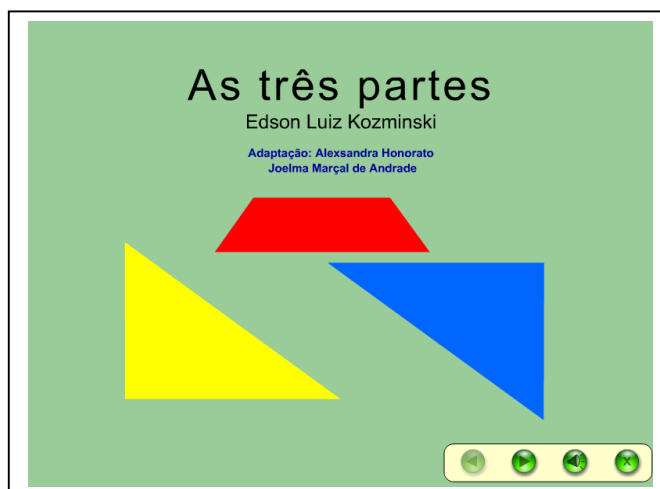 As três partes
Edson Luiz Kozminski
Adaptação: Alexsandra Honorato
Joelma Marçal de Andrade
x